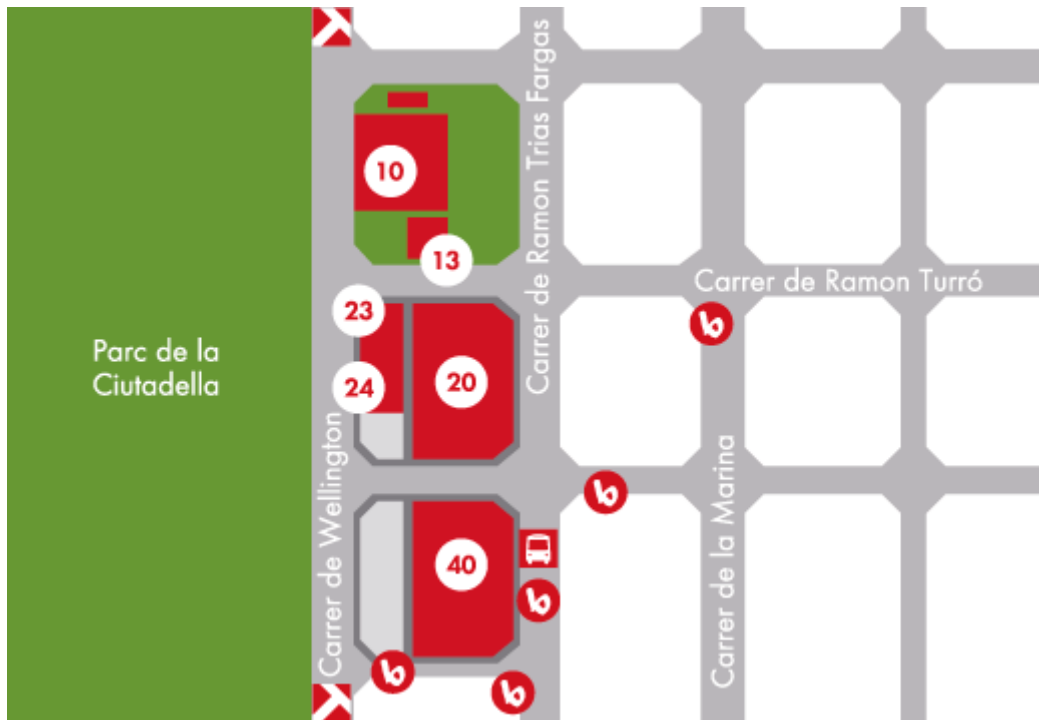 Carrer de Ramon Trias Fargas
10
13
Carrer de Ramon Turró
23
Parc de la
Ciutadella
24
20
Carrer de Wellington
Carrer de la Marina
40
b
b
b
b
b
T
T